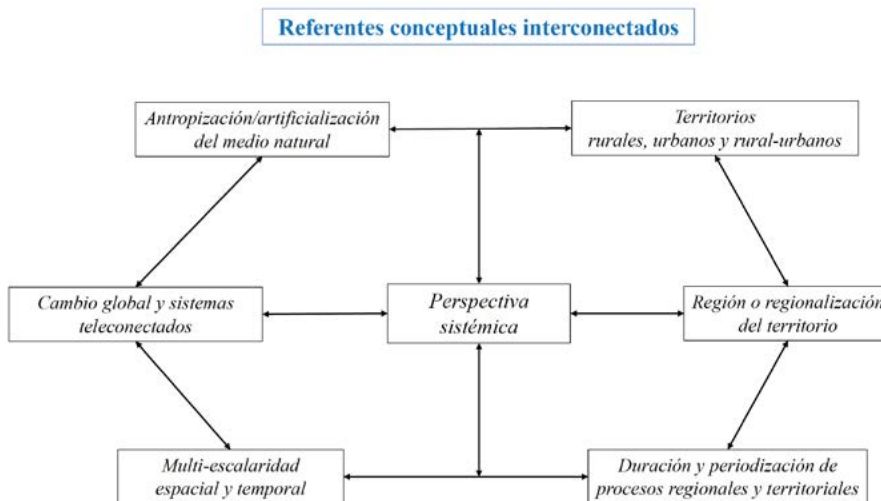 Referentes conceptuales interconectados
Antropización/artificialización
del medio natural
Territorios
rurales, urbanos y rural-urbanos
Cambio global y sistemas
teleconectados
Perspectiva
sistémica
Región o regionalización
del territorio
Multi-escalaridad
espacial y temporal
Duración y periodización de
procesos regionales y territoriales